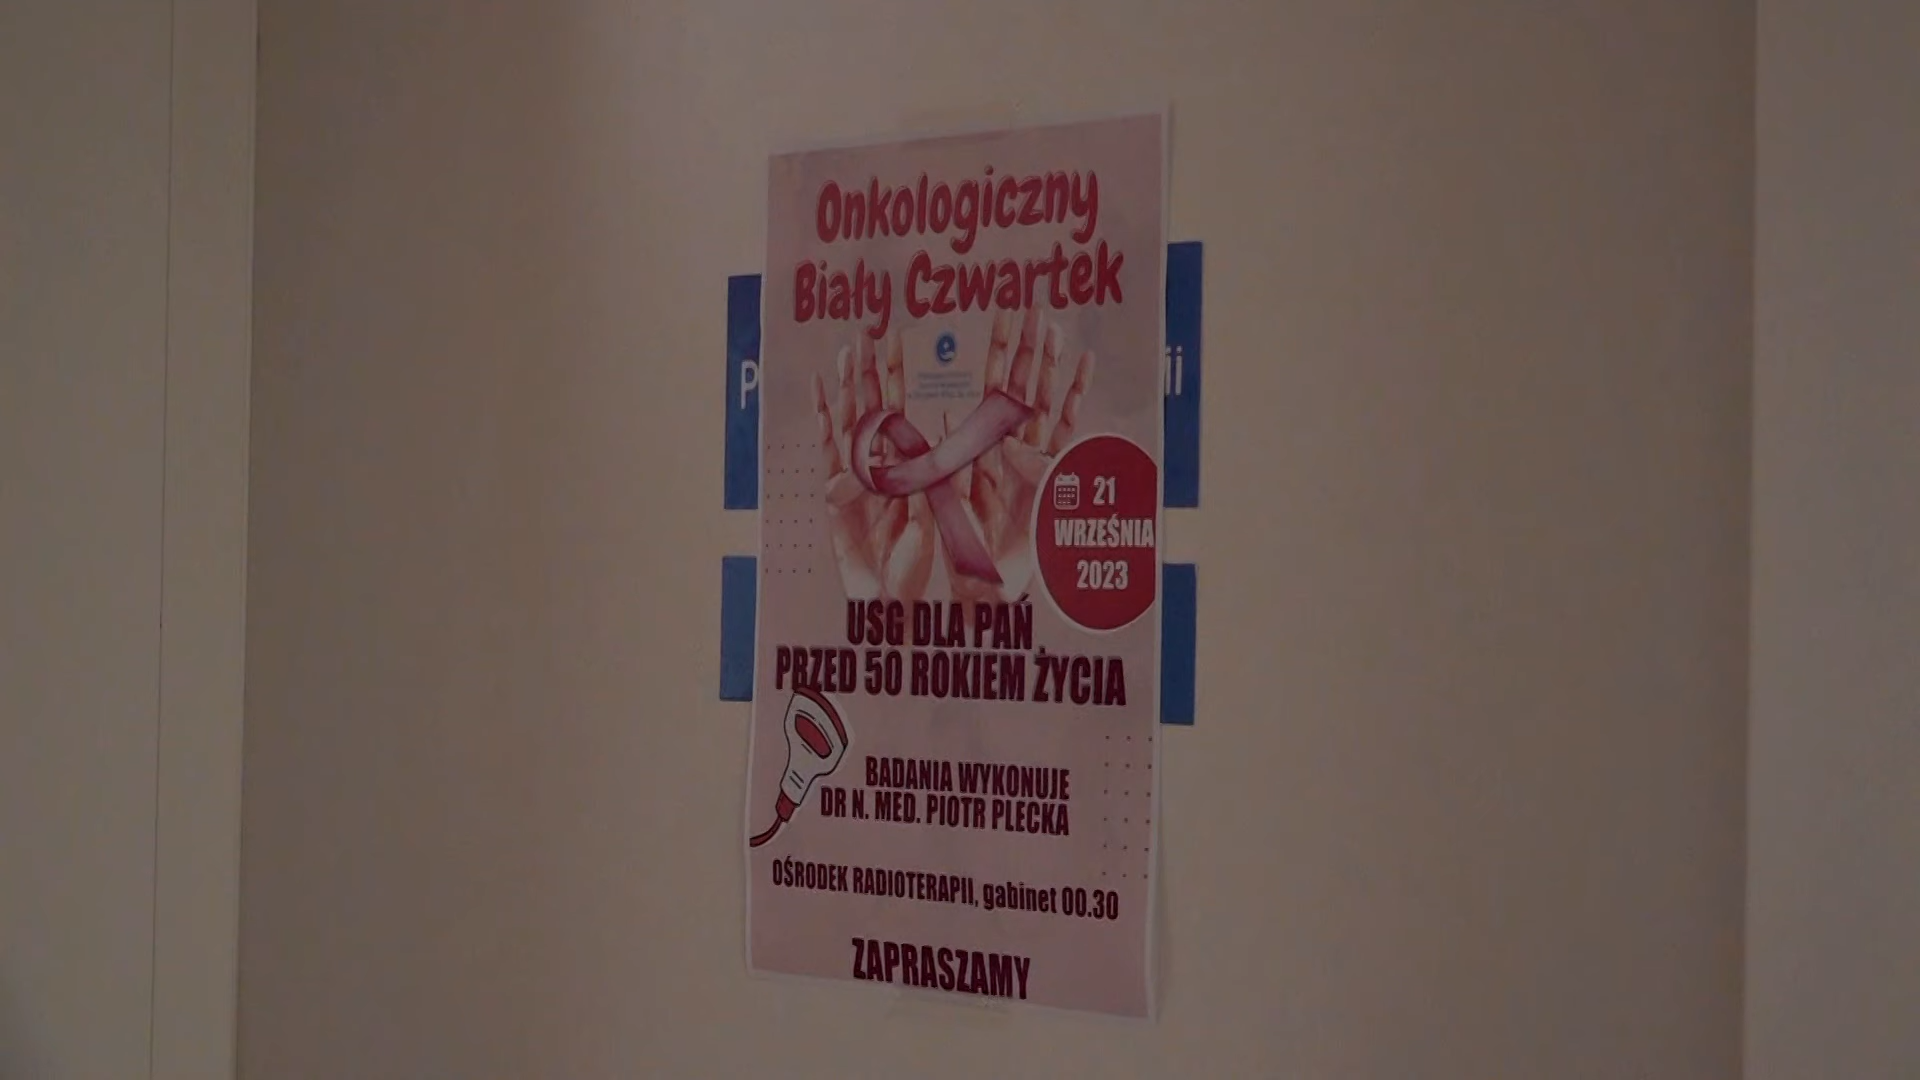 Onkologiczny
Biały Czwartek
P
ii
21
WRZEŚNIA
2023
USG DLA PAŃ
PRZED 50 ROKIEM ŻYCIA
BADANIA WYKONUJE
DR N. MED. PIOTR PLECKA
OŚRODEK RADIOTERAPII, gabinet 00.30
ZAPRASZAMY